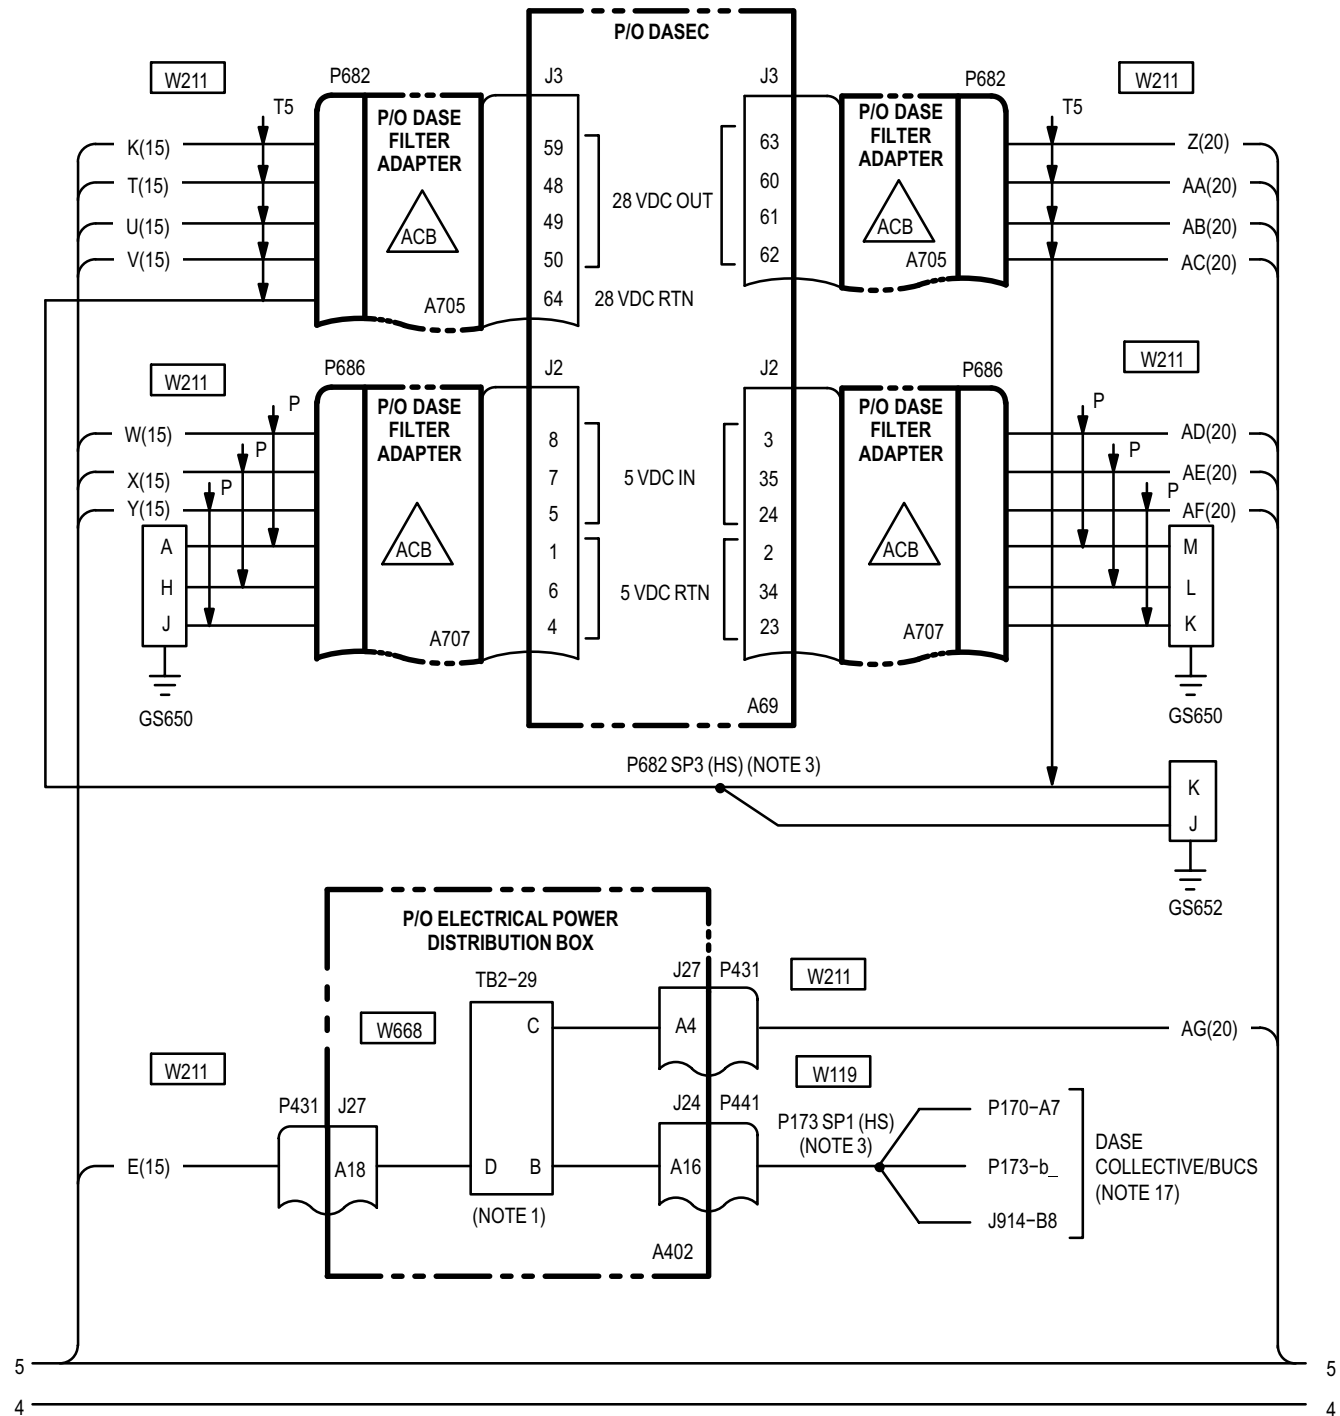 P/O DASEC
W211
P682
J3
J3
P682
W211
T5
P/O DASE
FILTER
ADAPTER
ACB
A705
59
48
49
50
64
28 VDC OUT
28 VDC RTN
63
60
61
62
P/O DASE
FILTER
ADAPTER
ACB
A705
T5
K(15)
T(15)
U(15)
V(15)
Z(20)
AA(20)
AB(20)
AC(20)
W211
P686
J2
J2
P686
W211
P
P
P
W(15)
X(15)
Y(15)
A
H
J
GS650
P/O DASE
FILTER
ADAPTER
ACB
A707
8
7
5
1
6
4
5 VDC IN
5 VDC RTN
3
35
24
2
34
23
P/O DASE
FILTER
ADAPTER
ACB
A707
P
P
P
AD(20)
AE(20)
AF(20)
M
L
K
GS650
A69
P682 SP3 (HS) (NOTE 3)
K
J
GS652
P/O ELECTRICAL POWER
DISTRIBUTION BOX
TB2−29
J27
P431
W211
W668
C
A4
AG(20)
W211
W119
P431
J27
J24
P441
P173 SP1 (HS)
(NOTE 3)
P170−A7
E(15)
A18
D
B
A16
P173−b_
J914−B8
DASE
COLLECTIVE/BUCS
(NOTE 17)
(NOTE 1)
A402
5
5
4
4